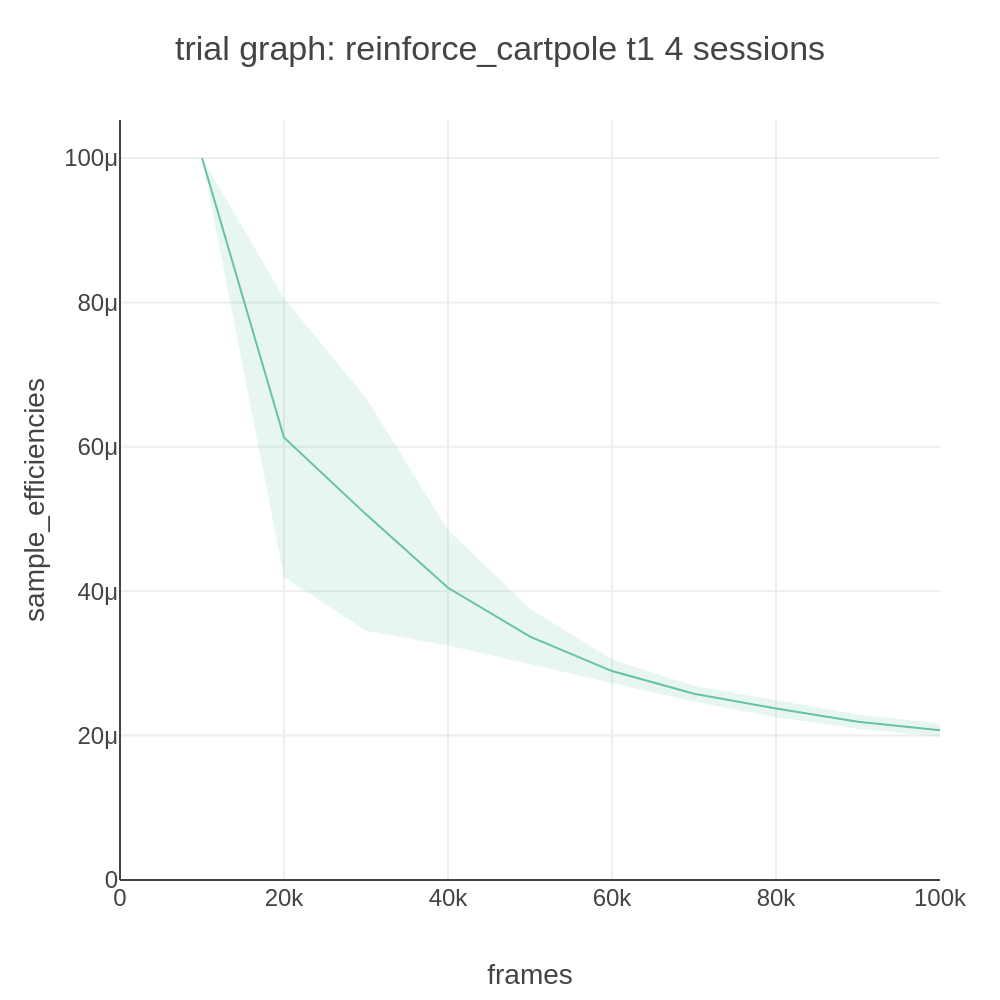 trial graph: reinforce_cartpole t1 4 sessions
100μ
80μ
60μ
40μ
20μ
0
sample_efficiencies
0
20k
40k
60k
80k
100k
frames